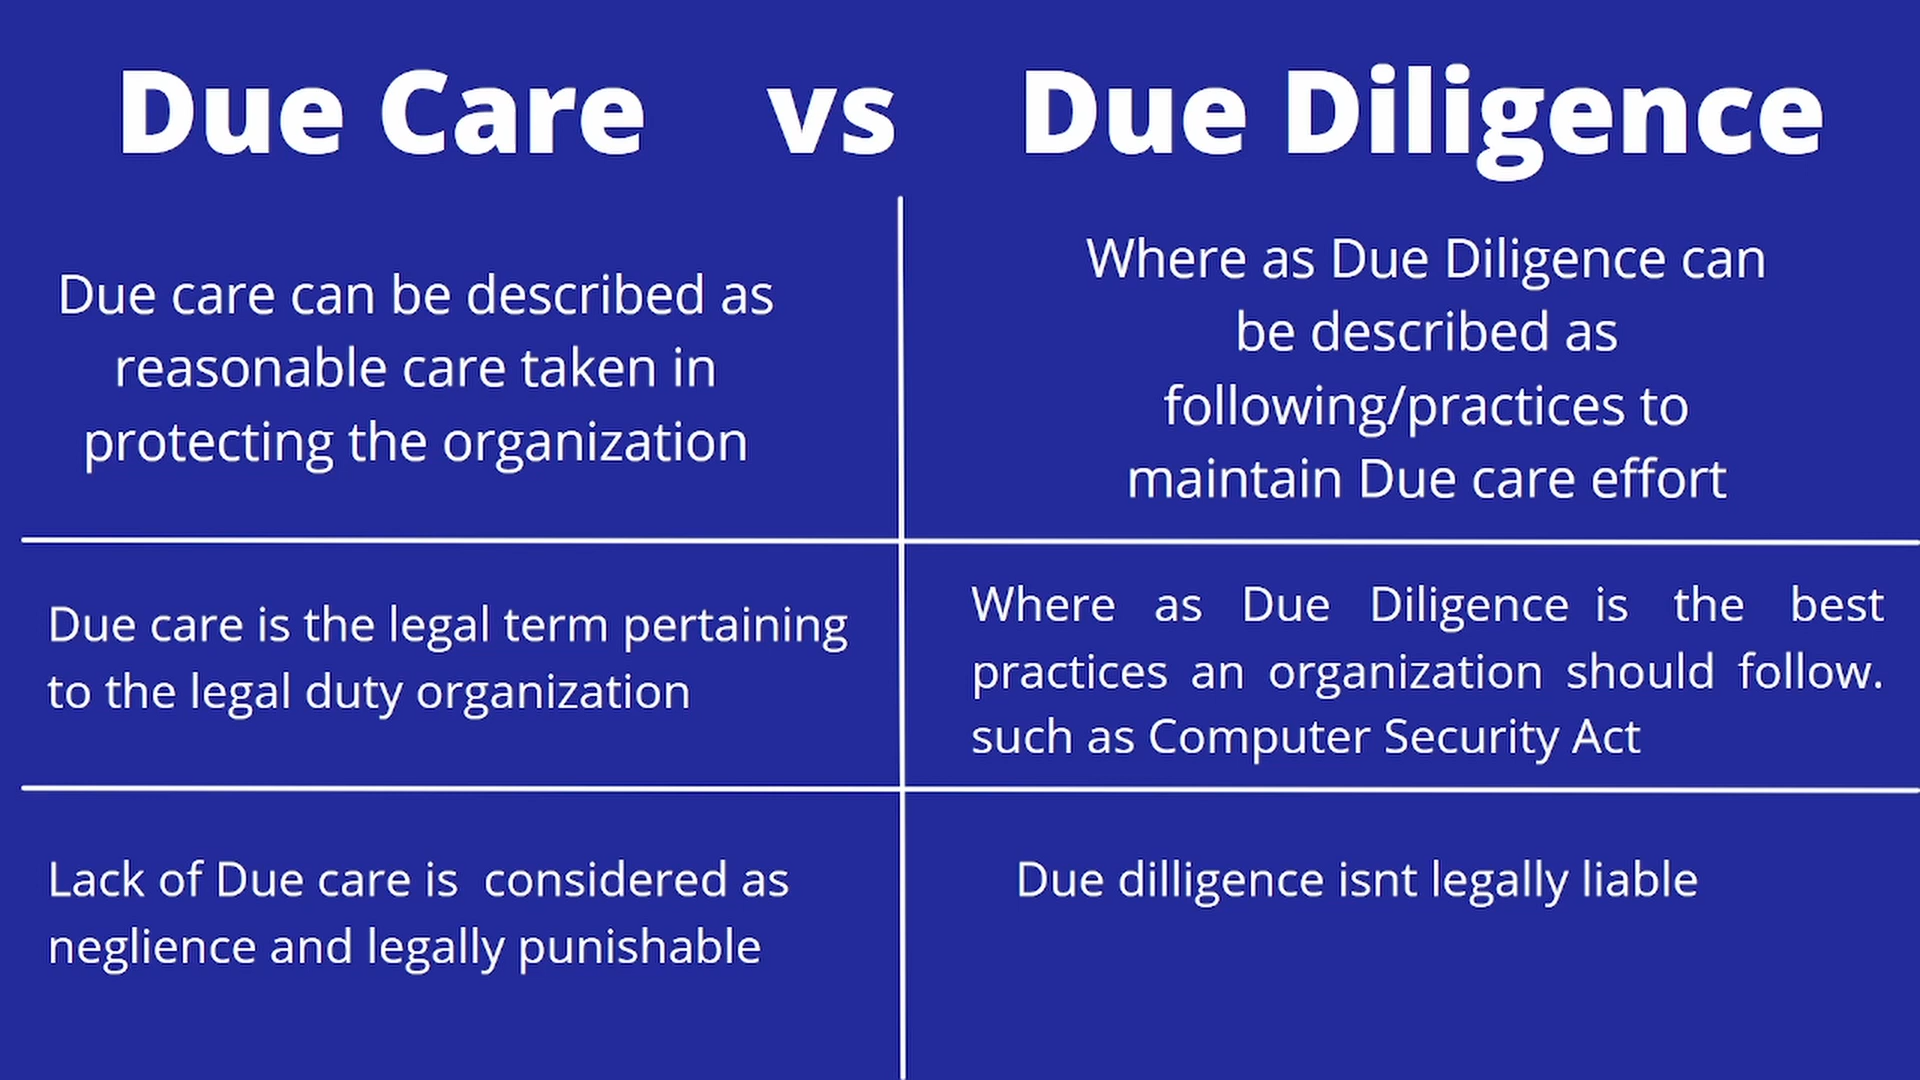 Due Care vs Due Diligence
Due care can be described as
reasonable care taken in
protecting the organization
Where as Due Diligence can
be described as
following/practices to
maintain Due care effort
Due care is the legal term pertaining
to the legal duty organization
Where as Due Diligence is the best
practices an organization should follow.
such as Computer Security Act
Lack of Due care is considered as
neglience and legally punishable
Due dilligence isnt legally liable